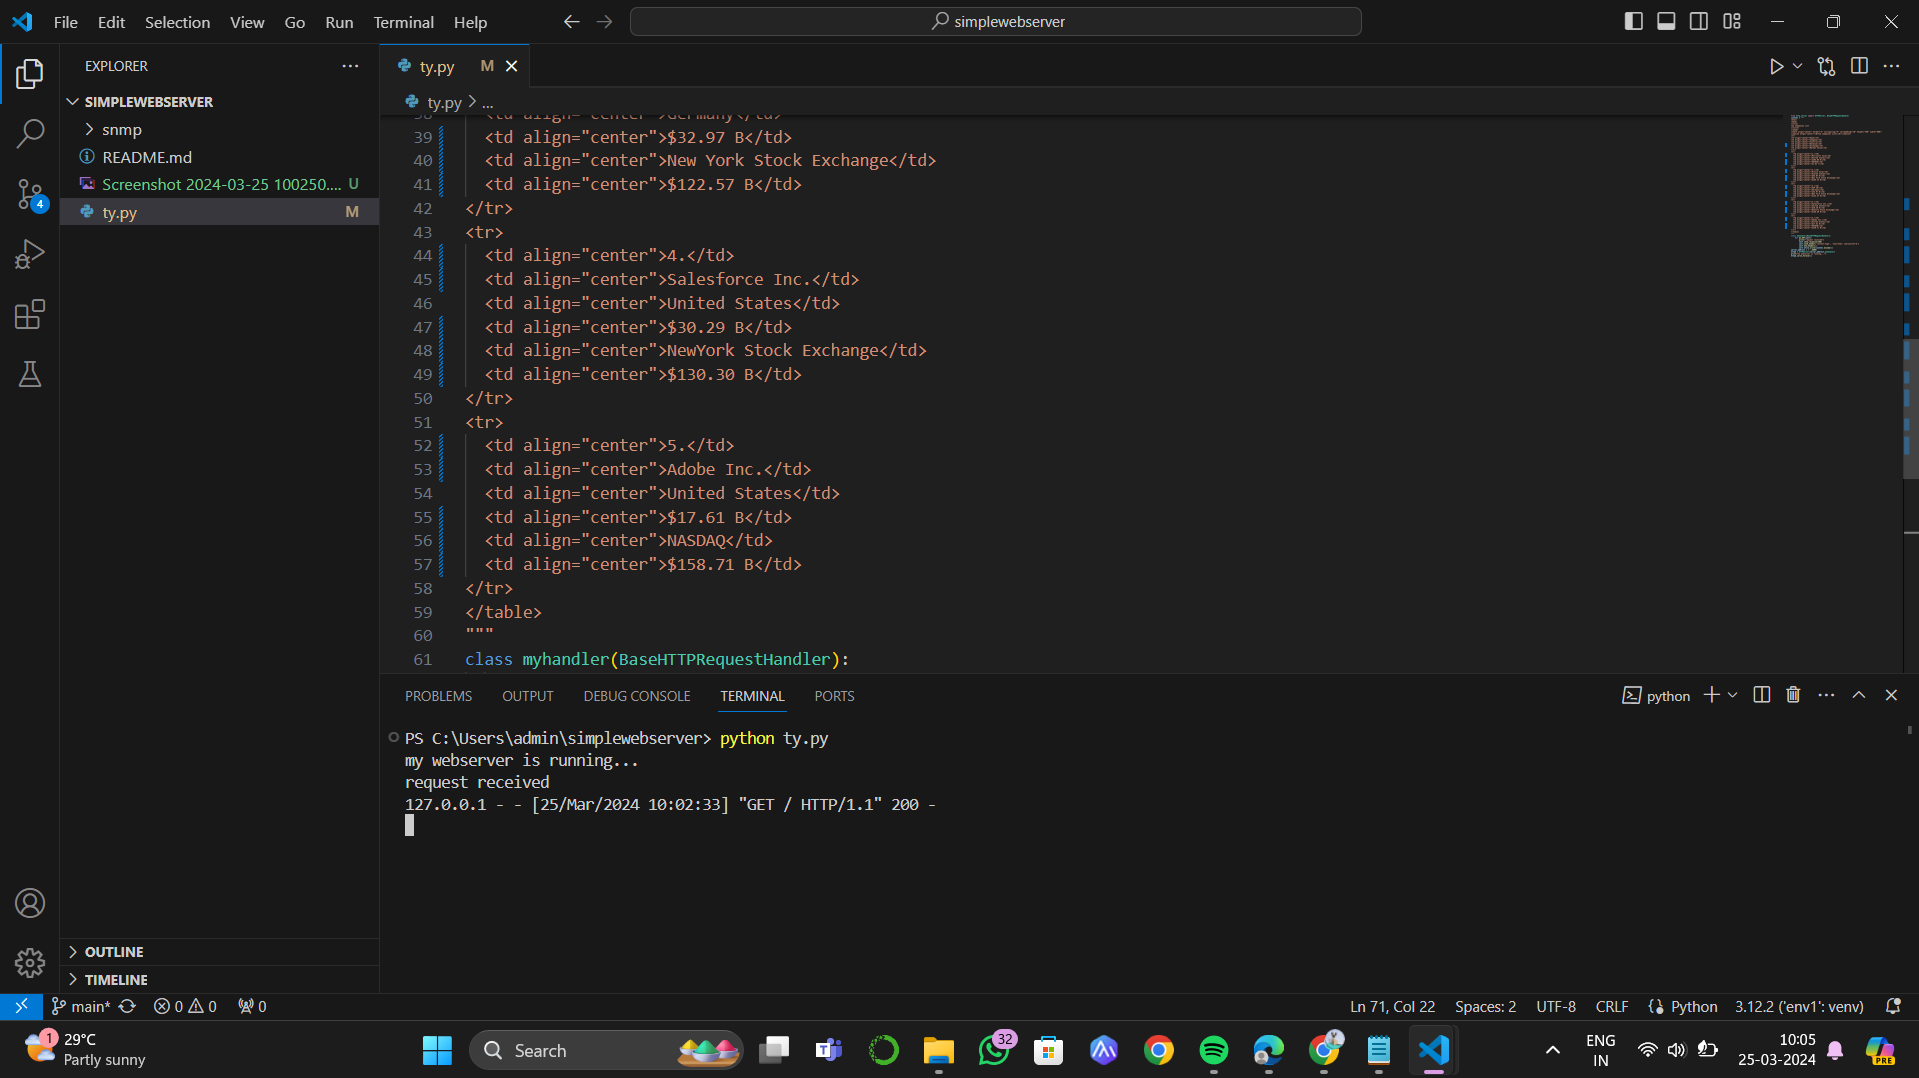 File Edit Selection View Go Run Terminal Help
simplewebserver
EXPLORER
SIMPLEWEBSERVER
snmp
README.md
Screenshot 2024-03-25 100250.... U
ty.py M
ty.py M
ty.py > ...
38 <td align="center">Germany</td>
39 <td align="center">$32.97 B</td>
40 <td align="center">New York Stock Exchange</td>
41 <td align="center">$122.57 B</td>
42 </tr>
43 <tr>
44 <td align="center">4.</td>
45 <td align="center">Salesforce Inc.</td>
46 <td align="center">United States</td>
47 <td align="center">$30.29 B</td>
48 <td align="center">NewYork Stock Exchange</td>
49 <td align="center">$130.30 B</td>
50 </tr>
51 <tr>
52 <td align="center">5.</td>
53 <td align="center">Adobe Inc.</td>
54 <td align="center">United States</td>
55 <td align="center">$17.61 B</td>
56 <td align="center">NASDAQ</td>
57 <td align="center">$158.71 B</td>
58 </tr>
59 </table>
60 """
61 class myhandler(BaseHTTPRequestHandler):
PROBLEMS OUTPUT DEBUG CONSOLE TERMINAL PORTS
python
PS C:\Users\admin\simplewebserver> python ty.py
my webserver is running...
request received
127.0.0.1 - - [25/Mar/2024 10:02:33] "GET / HTTP/1.1" 200 -
4
OUTLINE
TIMELINE
main* 0 0 0
Ln 71, Col 22 Spaces: 2 UTF-8 CRLF Python 3.12.2 ('env1': venv)
1
29°C
Partly sunny
Search
32
ENG
IN
10:05
25-03-2024
PRE